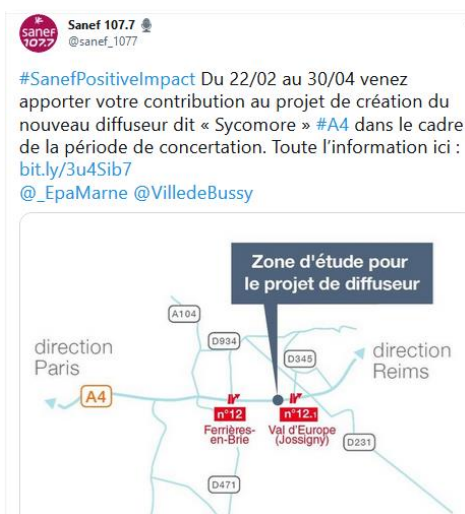 sanef
107.7
Sanef 107.7
@sanef_1077
#SanefPositiveImpact Du 22/02 au 30/04 venez
apporter votre contribution au projet de création du
nouveau diffuseur dit « Sycomore » #A4 dans le cadre
de la période de concertation. Toute l'information ici :
bit.ly/3u4Sib7
@_EpaMarne @VilledeBussy
Zone d'étude pour
le projet de diffuseur
A104
D934
direction
Paris
D345
direction
Reims
A4
n°12
n°12.1
Ferrières-
en-Brie
Val d'Europe
(Jossigny)
D231
D471